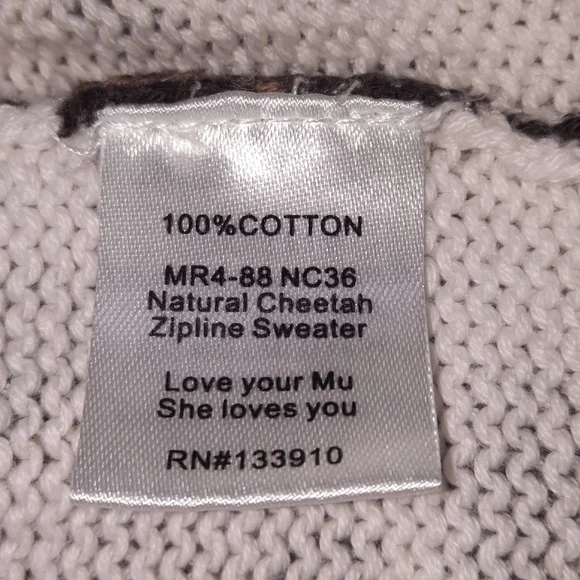 100%COTTON
MR4-88 NC36
Natural Cheetah
Zipline Sweater
Love your Mu
She loves you
RN#133910